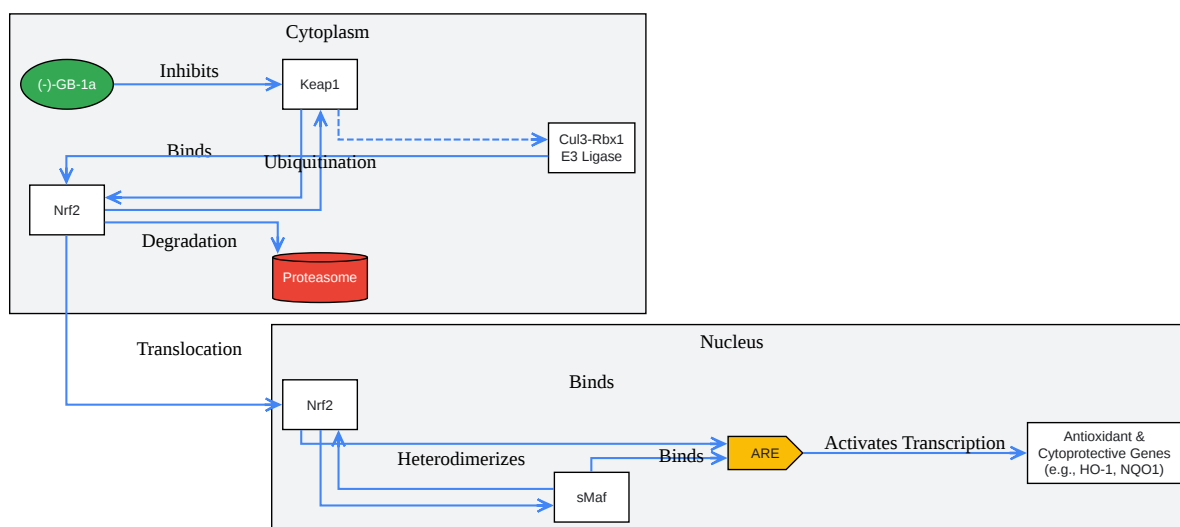 Cytoplasm
(-)-GB-1a
Inhibits
Keap1
Cul3-Rbx1
E3 Ligase
Binds
Ubiquitination
Nrf2
Degradation
Proteasome
Translocation
Nucleus
Nrf2
Binds
Heterodimerizes
sMaf
Binds
ARE
Activates Transcription
Antioxidant &
Cytoprotective Genes
(e.g., HO-1, NQO1)